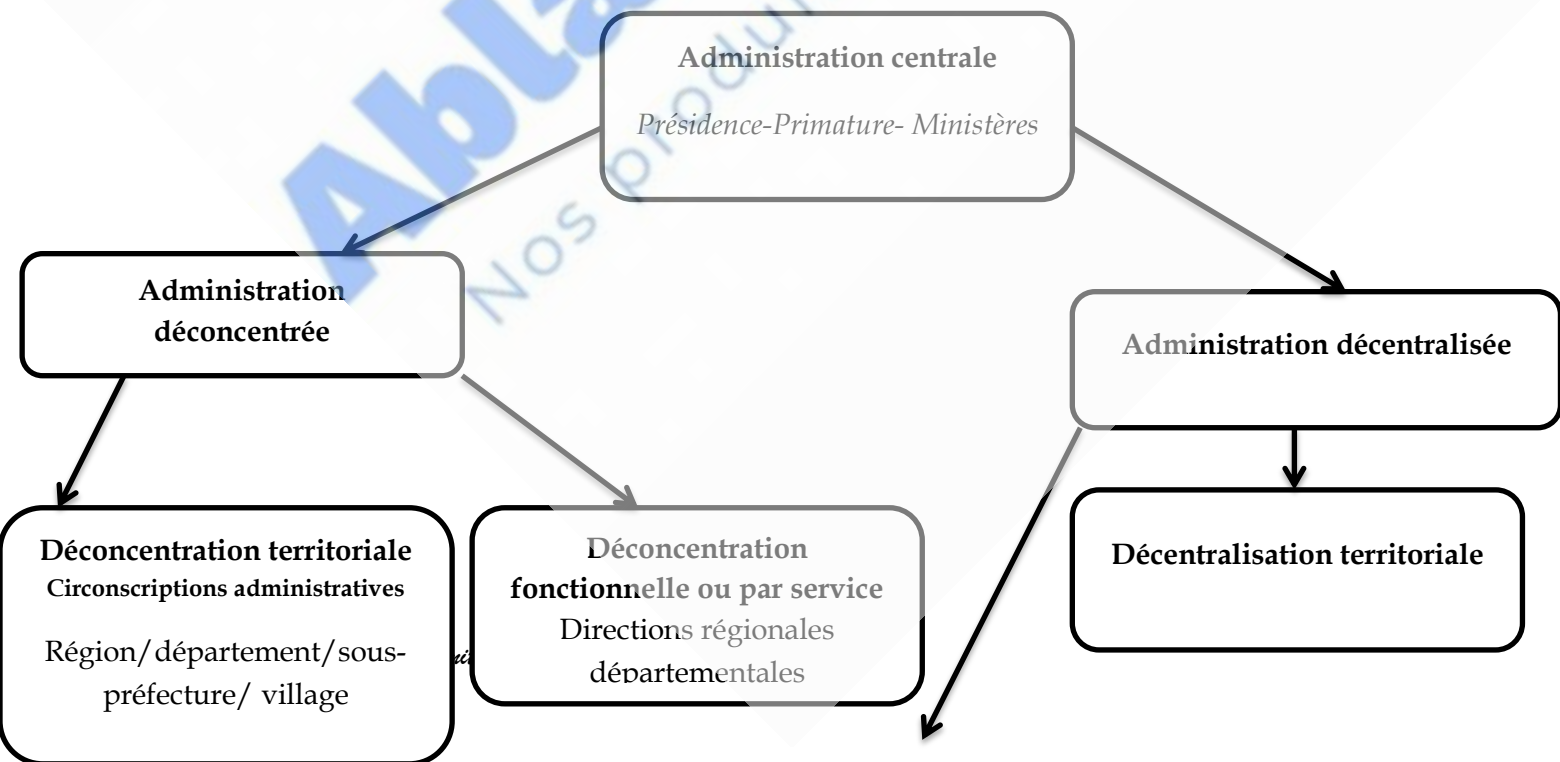 Administration centrale
Présidence-Primature- Ministères
Administration
déconcentrée
Administration décentralisée
Déconcentration territoriale
Circonscriptions administratives
Région/département/sous-
préfecture/ village
Déconcentration
fonctionnelle ou par service
Directions régionales
départementales
Décentralisation territoriale
Nos